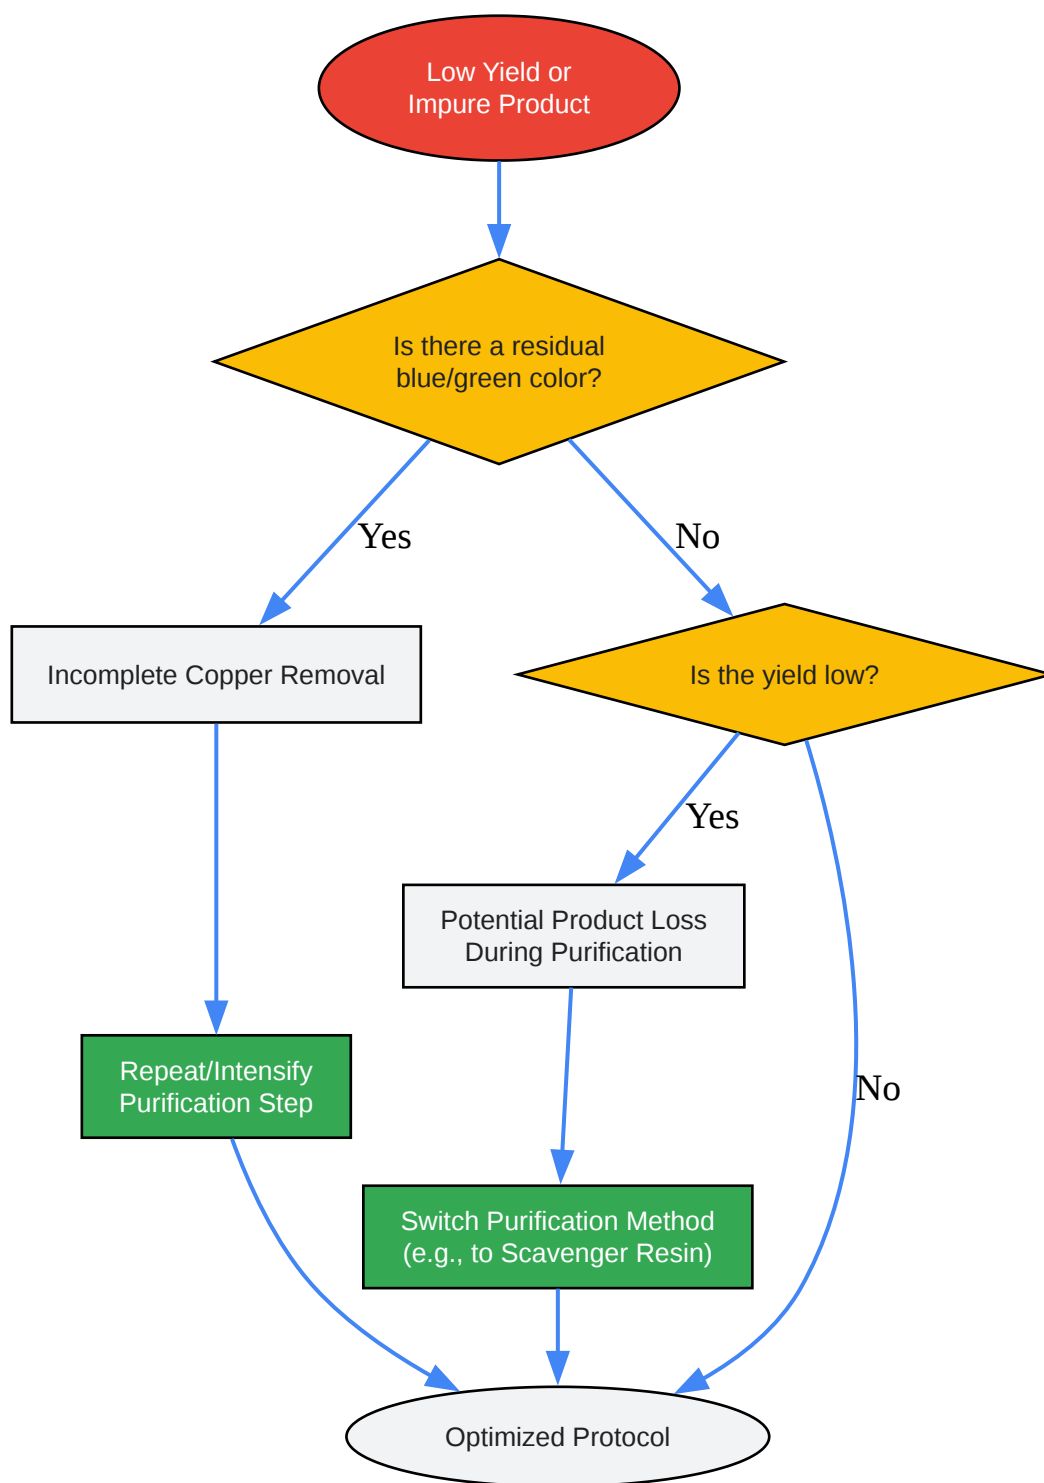 Low Yield or
Impure Product
Is there a residual
blue/green color?
Yes
No
Incomplete Copper Removal
Is the yield low?
Yes
Potential Product Loss
During Purification
Repeat/Intensify
Purification Step
No
Switch Purification Method
(e.g., to Scavenger Resin)
Optimized Protocol